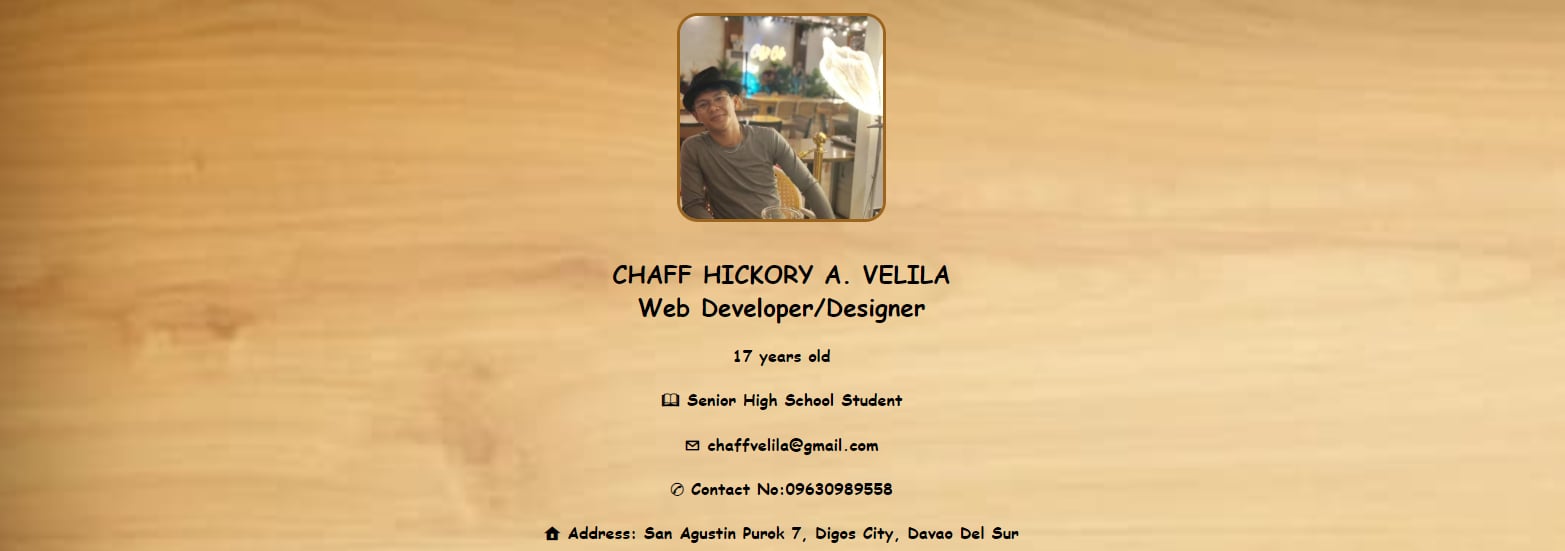 CHAFF HICKORY A. VELILA
Web Developer/Designer
17 years old
Senior High School Student
chaffvelila@gmail.com
Contact No:09630989558
Address: San Agustin Purok 7, Digos City, Davao Del Sur